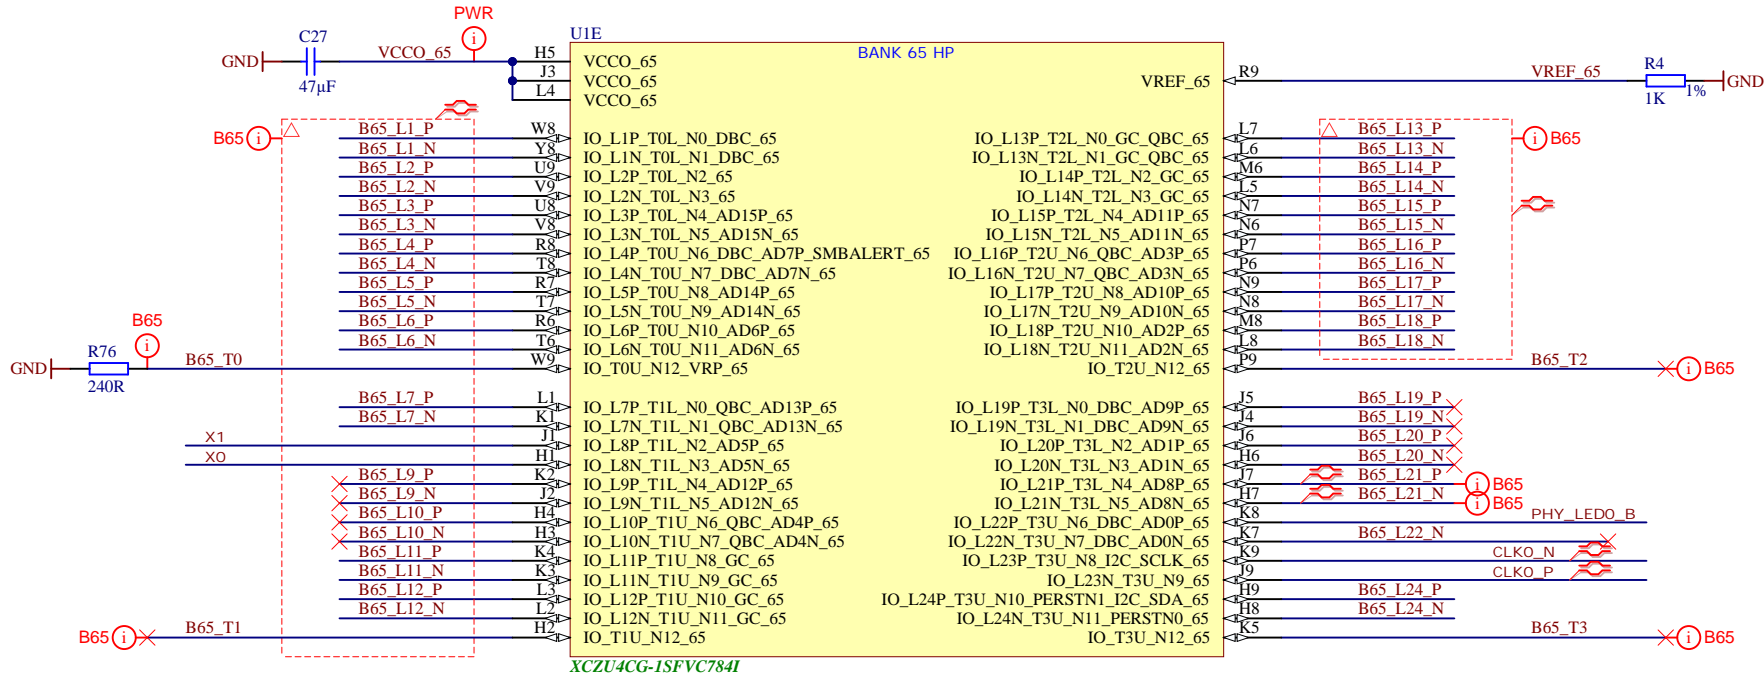 PWR
C27
U1E
GND
VCCO_65
H5
VCCO_65
BANK 65 HP
47µF
J3
VCCO_65
VREF_65
R9
VREF_65
R4
GND
L4
VCCO_65
1K
1%
B65
B65_L1_P W8 IO_L1P_T0L_N0_DBC_65 IO_L13P_T2L_N0_GC_QBC_65 L7 B65_L13_P
B65
B65_L1_N Y8 IO_L1N_T0L_N1_DBC_65 IO_L13N_T2L_N1_GC_QBC_65 L6 B65_L13_N
B65_L2_P U9 IO_L2P_T0L_N2_65 IO_L14P_T2L_N2_GC_65 M6 B65_L14_P
B65_L2_N V9 IO_L2N_T0L_N3_65 IO_L14N_T2L_N3_GC_65 L5 B65_L14_N
B65_L3_P U8 IO_L3P_T0L_N4_AD15P_65 IO_L15P_T2L_N4_AD11P_65 N7 B65_L15_P
B65_L3_N V8 IO_L3N_T0L_N5_AD15N_65 IO_L15N_T2L_N5_AD11N_65 N6 B65_L15_N
B65_L4_P R8 IO_L4P_T0U_N6_DBC_AD7P_SMBALERT_65 IO_L16P_T2U_N6_QBC_AD3P_65 P7 B65_L16_P
B65_L4_N T8 IO_L4N_T0U_N7_DBC_AD7N_65 IO_L16N_T2U_N7_QBC_AD3N_65 P6 B65_L16_N
B65_L5_P R7 IO_L5P_T0U_N8_AD14P_65 IO_L17P_T2U_N8_AD10P_65 N9 B65_L17_P
B65_L5_N T7 IO_L5N_T0U_N9_AD14N_65 IO_L17N_T2U_N9_AD10N_65 N8 B65_L17_N
B65
B65_L6_P R6 IO_L6P_T0U_N10_AD6P_65 IO_L18P_T2U_N10_AD2P_65 M8 B65_L18_P
B65_L6_N T6 IO_L6N_T0U_N11_AD6N_65 IO_L18N_T2U_N11_AD2N_65 L8 B65_L18_N
R76
GND
240R
B65_T0 W9 IO_T0U_N12_VRP_65 IO_T2U_N12_65 P9 B65_T2 B65
B65_L7_P L1 IO_L7P_T1L_N0_QBC_AD13P_65 IO_L19P_T3L_N0_DBC_AD9P_65 J5 B65_L19_P
B65_L7_N K1 IO_L7N_T1L_N1_QBC_AD13N_65 IO_L19N_T3L_N1_DBC_AD9N_65 J4 B65_L19_N
X1 J1 IO_L8P_T1L_N2_AD5P_65 IO_L20P_T3L_N2_AD1P_65 J6 B65_L20_P
X0 H1 IO_L8N_T1L_N3_AD5N_65 IO_L20N_T3L_N3_AD1N_65 H6 B65_L20_N
B65_L9_P K2 IO_L9P_T1L_N4_AD12P_65 IO_L21P_T3L_N4_AD8P_65 J7 B65_L21_P B65
B65_L9_N J2 IO_L9N_T1L_N5_AD12N_65 IO_L21N_T3L_N5_AD8N_65 H7 B65_L21_N B65
B65_L10_P H4 IO_L10P_T1U_N6_QBC_AD4P_65 IO_L22P_T3U_N6_DBC_AD0P_65 K8 PHY_LED0_B
B65_L10_N H3 IO_L10N_T1U_N7_QBC_AD4N_65 IO_L22N_T3U_N7_DBC_AD0N_65 K7 B65_L22_N
B65_L11_P K4 IO_L11P_T1U_N8_GC_65 IO_L23P_T3U_N8_I2C_SCLK_65 K9 CLK0_N
B65_L11_N K3 IO_L11N_T1U_N9_GC_65 IO_L23N_T3U_N9_65 J9 CLK0_P
B65_L12_P L3 IO_L12P_T1U_N10_GC_65 IO_L24P_T3U_N10_PERSTN1_I2C_SDA_65 H9 B65_L24_P
B65_L12_N L2 IO_L12N_T1U_N11_GC_65 IO_L24N_T3U_N11_PERSTN0_65 H8 B65_L24_N
B65 B65_T1 H2 IO_T1U_N12_65 IO_T3U_N12_65 K5 B65_T3 B65
XCZU4CG-1SFVC784I